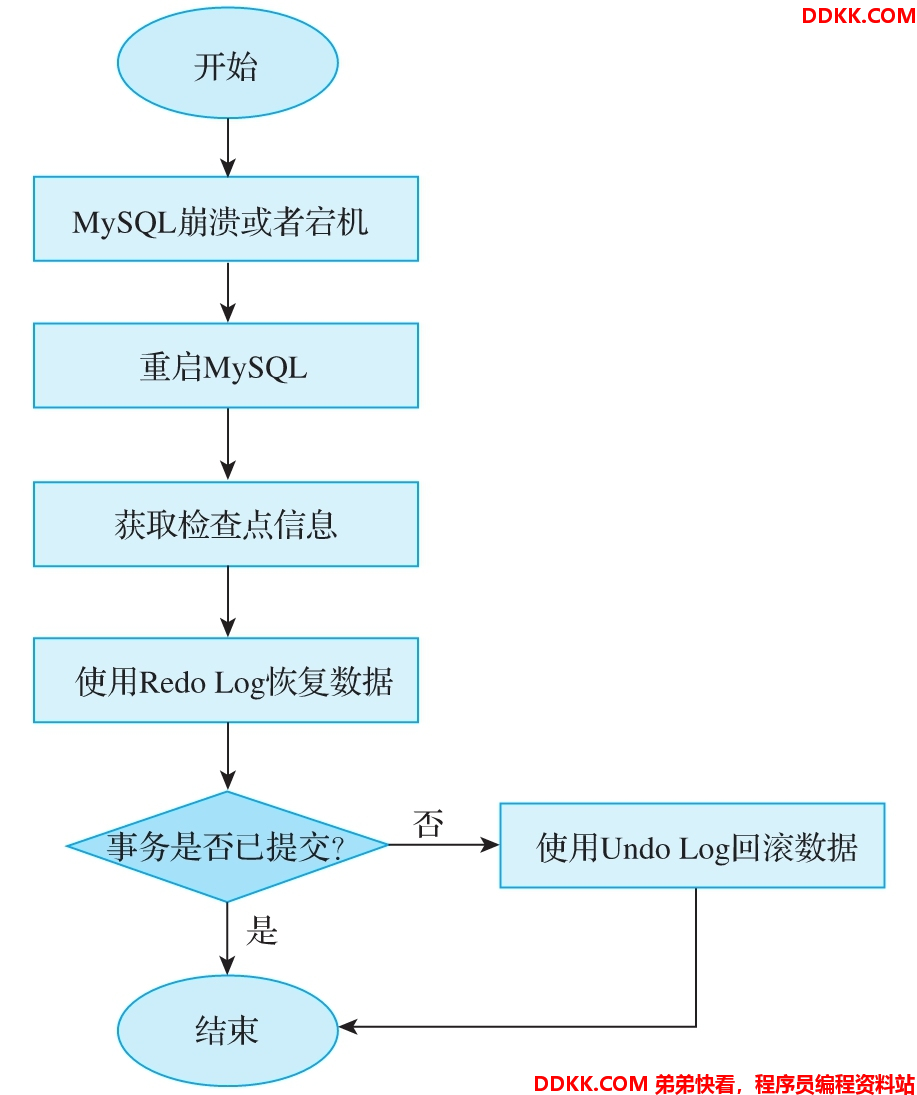 DDKK.COM
开始
MySQL崩溃或者宕机
重启MySQL
获取检查点信息
使用Redo Log恢复数据
事务是否已提交?
否
使用Undo Log回滚数据
是
结束
DDKK.COM 弟弟快看，程序员编程资料站